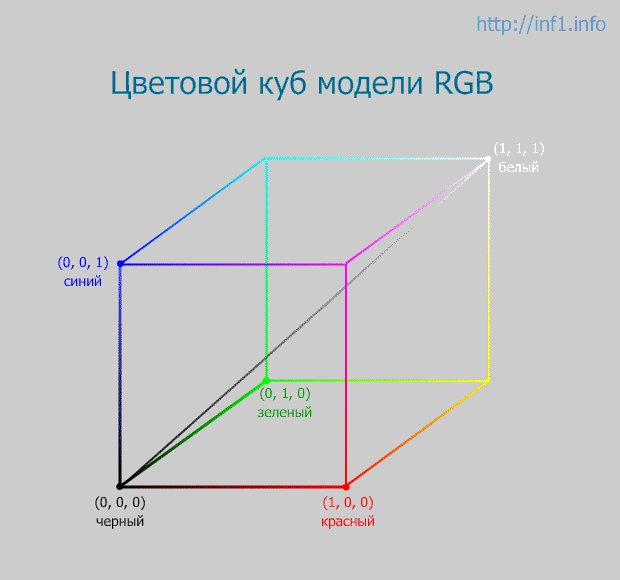 http://inf1.info
Цветовой куб модели RGB
(1, 1, 1)
белый
(0, 0, 1)
синий
(0, 1, 0)
зеленый
(0, 0, 0)
черный
(1, 0, 0)
красный